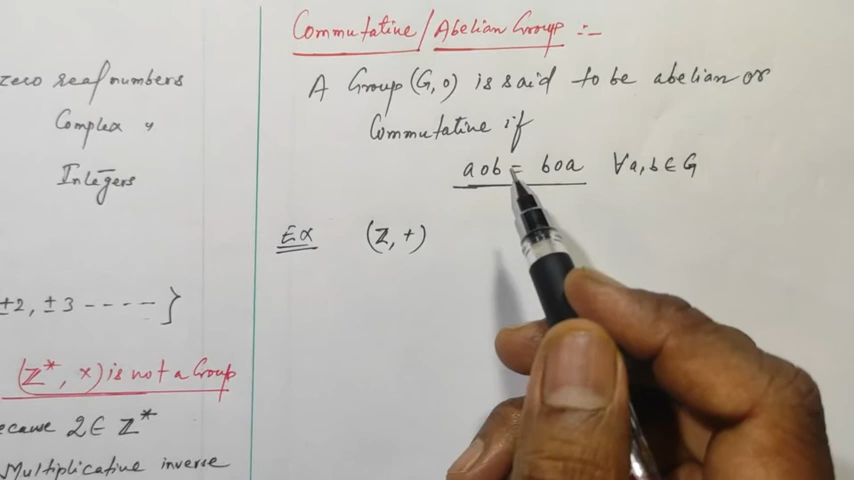 zero real numbers
Complex "
Integers
±2, ±3 ----- }
(ℤ*, ×) is not a Group
ecause 2 ∈ ℤ*
Multiplicative inverse
Commutative / Abelian Group :-
A Group (G, o) is said to be abelian or
Commutative if
aob = boa ∀a, b ∈ G
Ex (ℤ, +)